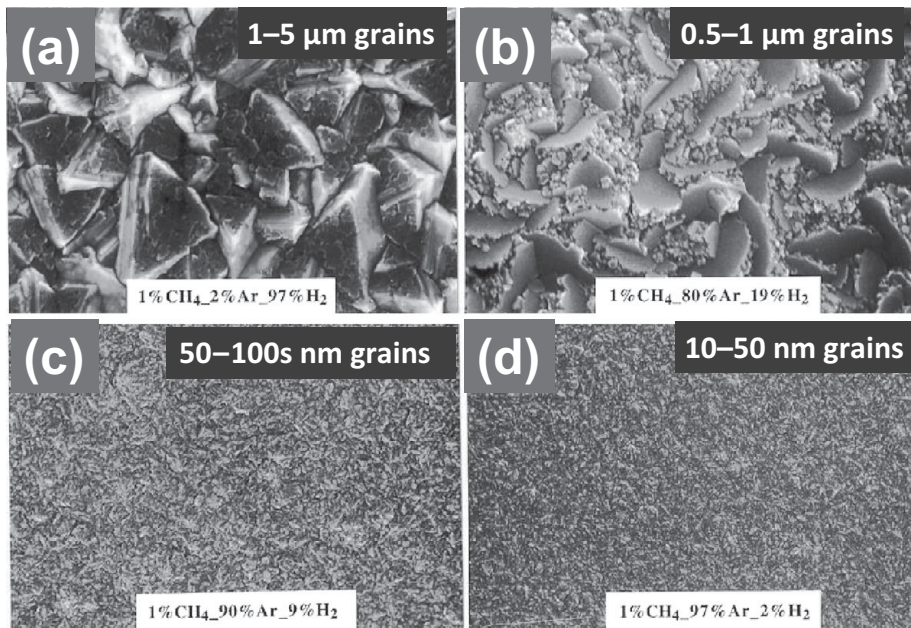 (a)
1–5 µm grains
1%CH₄_2%Ar_97%H₂
(b)
0.5–1 µm grains
1%CH₄_80%Ar_19%H₂
(c)
50–100s nm grains
1%CH₄_90%Ar_9%H₂
(d)
10–50 nm grains
1%CH₄_97%Ar_2%H₂